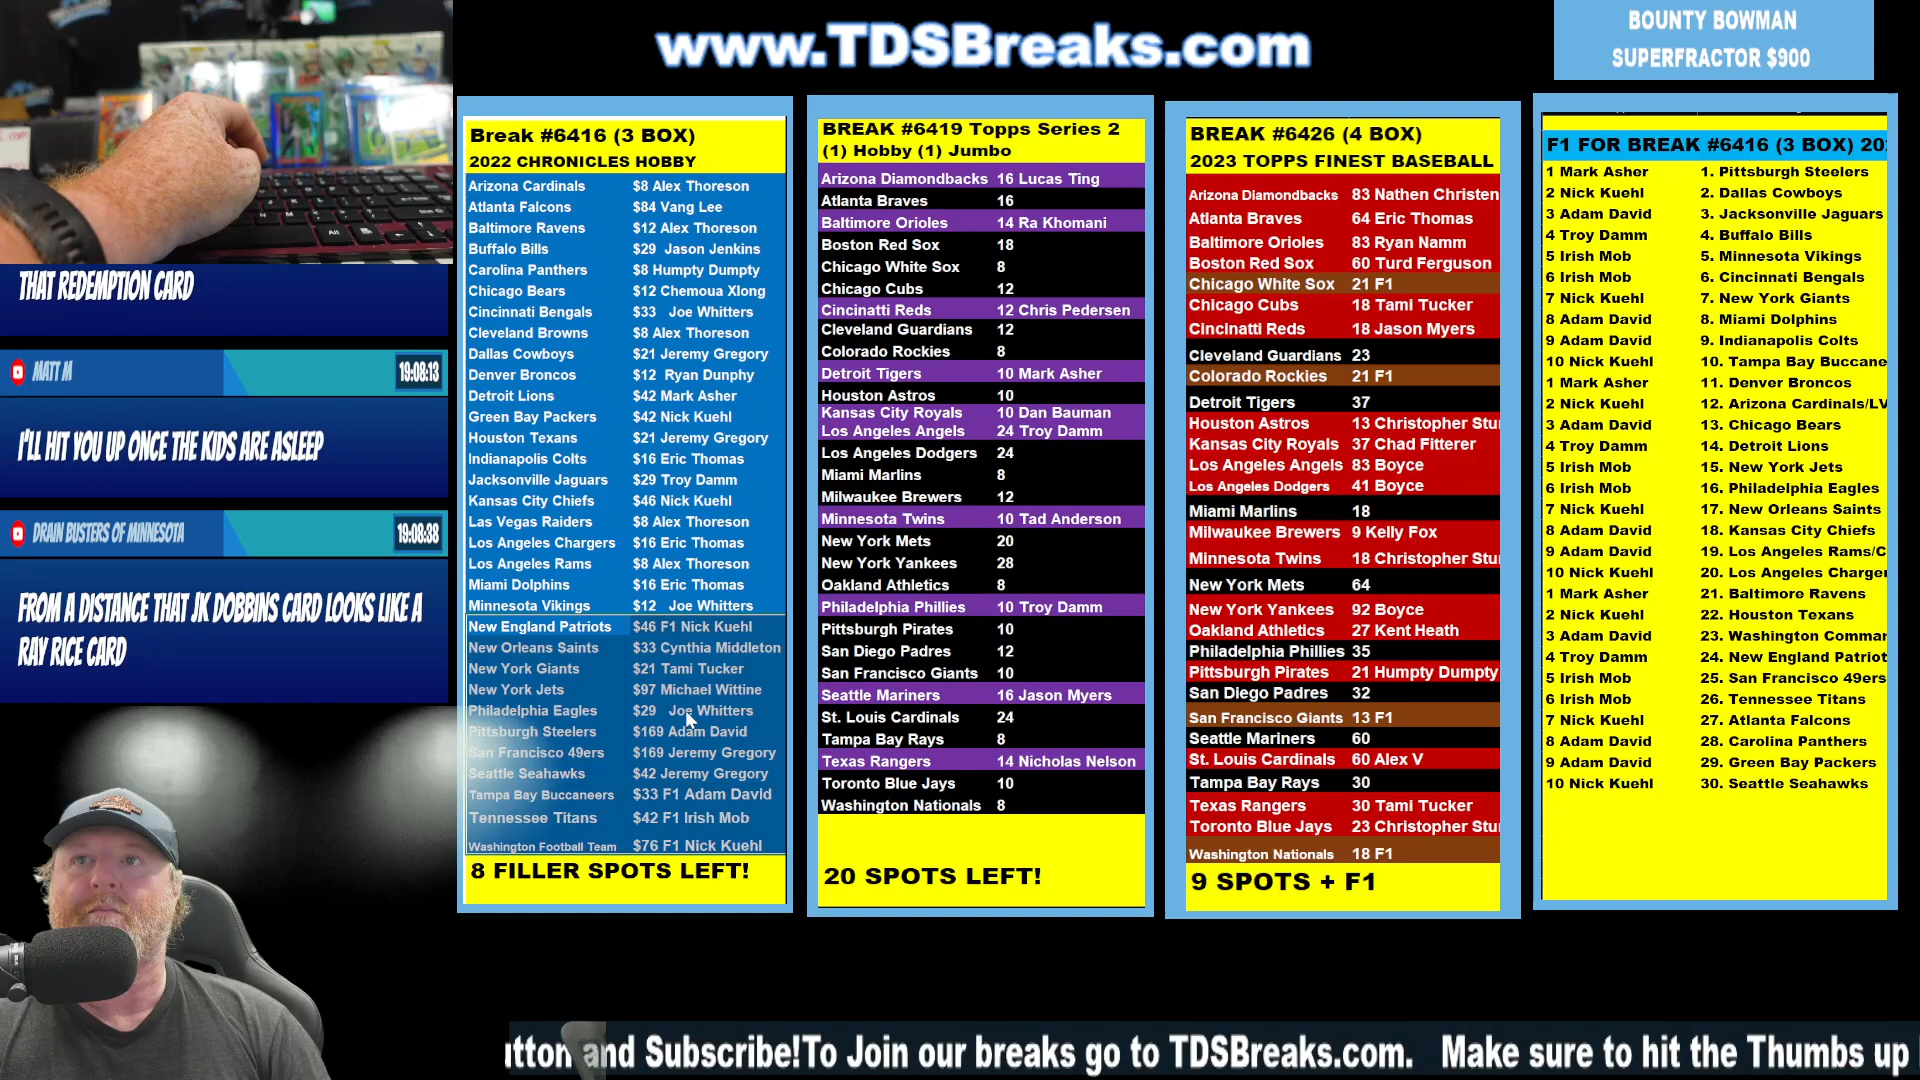 www.TDSBreaks.com
BOUNTY BOWMAN
SUPERFRACTOR $900
THAT REDEMPTION CARD
MATT M
19:08:13
I'LL HIT YOU UP ONCE THE KIDS ARE ASLEEP
DRAIN BUSTERS OF MINNESOTA
19:08:38
FROM A DISTANCE THAT JK DOBBINS CARD LOOKS LIKE A
RAY RICE CARD
Break #6416 (3 BOX)
2022 CHRONICLES HOBBY
Arizona Cardinals $8 Alex Thoreson
Atlanta Falcons $84 Vang Lee
Baltimore Ravens $12 Alex Thoreson
Buffalo Bills $29 Jason Jenkins
Carolina Panthers $8 Humpty Dumpty
Chicago Bears $12 Chemoua Xlong
Cincinnati Bengals $33 Joe Whitters
Cleveland Browns $8 Alex Thoreson
Dallas Cowboys $21 Jeremy Gregory
Denver Broncos $12 Ryan Dunphy
Detroit Lions $42 Mark Asher
Green Bay Packers $42 Nick Kuehl
Houston Texans $21 Jeremy Gregory
Indianapolis Colts $16 Eric Thomas
Jacksonville Jaguars $29 Troy Damm
Kansas City Chiefs $46 Nick Kuehl
Las Vegas Raiders $8 Alex Thoreson
Los Angeles Chargers $16 Eric Thomas
Los Angeles Rams $8 Alex Thoreson
Miami Dolphins $16 Eric Thomas
Minnesota Vikings $12 Joe Whitters
New England Patriots $46 F1 Nick Kuehl
New Orleans Saints $33 Cynthia Middleton
New York Giants $21 Tami Tucker
New York Jets $97 Michael Wittine
Philadelphia Eagles $29 Joe Whitters
Pittsburgh Steelers $169 Adam David
San Francisco 49ers $169 Jeremy Gregory
Seattle Seahawks $42 Jeremy Gregory
Tampa Bay Buccaneers $33 F1 Adam David
Tennessee Titans $42 F1 Irish Mob
Washington Football Team $76 F1 Nick Kuehl
8 FILLER SPOTS LEFT!
BREAK #6419 Topps Series 2
(1) Hobby (1) Jumbo
Arizona Diamondbacks 16 Lucas Ting
Atlanta Braves 16
Baltimore Orioles 14 Ra Khomani
Boston Red Sox 18
Chicago White Sox 8
Chicago Cubs 12
Cincinatti Reds 12 Chris Pedersen
Cleveland Guardians 12
Colorado Rockies 8
Detroit Tigers 10 Mark Asher
Houston Astros 10
Kansas City Royals 10 Dan Bauman
Los Angeles Angels 24 Troy Damm
Los Angeles Dodgers 24
Miami Marlins 8
Milwaukee Brewers 12
Minnesota Twins 10 Tad Anderson
New York Mets 20
New York Yankees 28
Oakland Athletics 8
Philadelphia Phillies 10 Troy Damm
Pittsburgh Pirates 10
San Diego Padres 12
San Francisco Giants 10
Seattle Mariners 16 Jason Myers
St. Louis Cardinals 24
Tampa Bay Rays 8
Texas Rangers 14 Nicholas Nelson
Toronto Blue Jays 10
Washington Nationals 8
20 SPOTS LEFT!
BREAK #6426 (4 BOX)
2023 TOPPS FINEST BASEBALL
Arizona Diamondbacks 83 Nathen Christen
Atlanta Braves 64 Eric Thomas
Baltimore Orioles 83 Ryan Namm
Boston Red Sox 60 Turd Ferguson
Chicago White Sox 21 F1
Chicago Cubs 18 Tami Tucker
Cincinatti Reds 18 Jason Myers
Cleveland Guardians 23
Colorado Rockies 21 F1
Detroit Tigers 37
Houston Astros 13 Christopher Stu
Kansas City Royals 37 Chad Fitterer
Los Angeles Angels 83 Boyce
Los Angeles Dodgers 41 Boyce
Miami Marlins 18
Milwaukee Brewers 9 Kelly Fox
Minnesota Twins 18 Christopher Stu
New York Mets 64
New York Yankees 92 Boyce
Oakland Athletics 27 Kent Heath
Philadelphia Phillies 35
Pittsburgh Pirates 21 Humpty Dumpty
San Diego Padres 32
San Francisco Giants 13 F1
Seattle Mariners 60
St. Louis Cardinals 60 Alex V
Tampa Bay Rays 30
Texas Rangers 30 Tami Tucker
Toronto Blue Jays 23 Christopher Stu
Washington Nationals 18 F1
9 SPOTS + F1
F1 FOR BREAK #6416 (3 BOX) 20
1 Mark Asher 1. Pittsburgh Steelers
2 Nick Kuehl 2. Dallas Cowboys
3 Adam David 3. Jacksonville Jaguars
4 Troy Damm 4. Buffalo Bills
5 Irish Mob 5. Minnesota Vikings
6 Irish Mob 6. Cincinnati Bengals
7 Nick Kuehl 7. New York Giants
8 Adam David 8. Miami Dolphins
9 Adam David 9. Indianapolis Colts
10 Nick Kuehl 10. Tampa Bay Buccane
1 Mark Asher 11. Denver Broncos
2 Nick Kuehl 12. Arizona Cardinals/LV
3 Adam David 13. Chicago Bears
4 Troy Damm 14. Detroit Lions
5 Irish Mob 15. New York Jets
6 Irish Mob 16. Philadelphia Eagles
7 Nick Kuehl 17. New Orleans Saints
8 Adam David 18. Kansas City Chiefs
9 Adam David 19. Los Angeles Rams/C
10 Nick Kuehl 20. Los Angeles Charger
1 Mark Asher 21. Baltimore Ravens
2 Nick Kuehl 22. Houston Texans
3 Adam David 23. Washington Comman
4 Troy Damm 24. New England Patriot
5 Irish Mob 25. San Francisco 49ers
6 Irish Mob 26. Tennessee Titans
7 Nick Kuehl 27. Atlanta Falcons
8 Adam David 28. Carolina Panthers
9 Adam David 29. Green Bay Packers
10 Nick Kuehl 30. Seattle Seahawks
utton and Subscribe!To Join our breaks go to TDSBreaks.com. Make sure to hit the Thumbs up